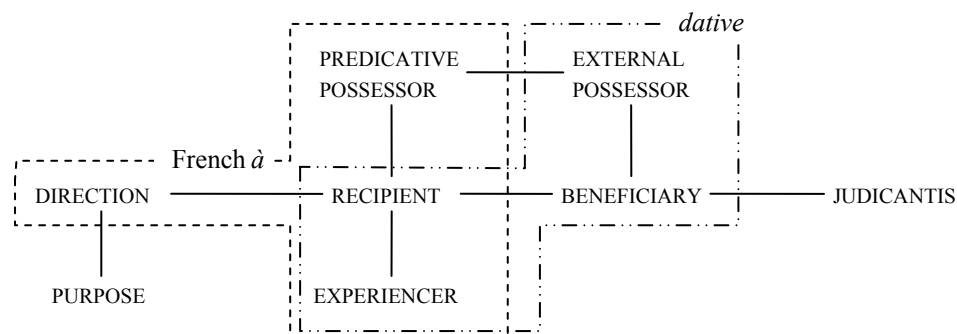 dative
PREDICATIVE EXTERNAL
POSSESSOR POSSESSOR
French à
DIRECTION RECIPIENT BENEFICIARY JUDICANTIS
PURPOSE EXPERIENCER